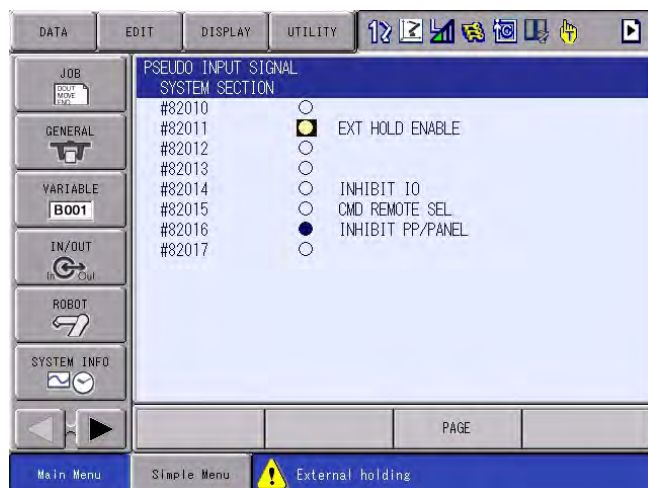 DATA EDIT DISPLAY UTILITY
JOB
DOUT
MOVE
END
GENERAL
VARIABLE
B001
IN/OUT
In Out
ROBOT
SYSTEM INFO
PSEUDO INPUT SIGNAL
SYSTEM SECTION
#82010
#82011 EXT HOLD ENABLE
#82012
#82013
#82014 INHIBIT IO
#82015 CMD REMOTE SEL
#82016 INHIBIT PP/PANEL
#82017
PAGE
Main Menu Simple Menu External holding